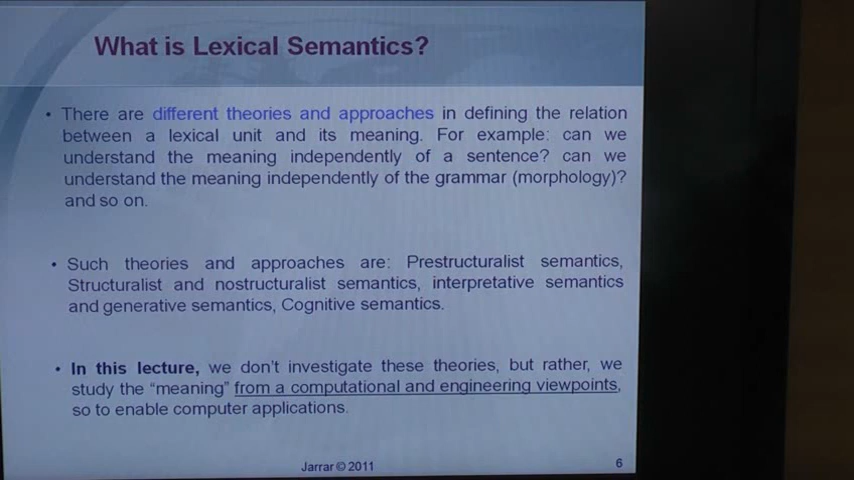 What is Lexical Semantics?
• There are different theories and approaches in defining the relation
between a lexical unit and its meaning. For example: can we
understand the meaning independently of a sentence? can we
understand the meaning independently of the grammar (morphology)?
and so on.
• Such theories and approaches are: Prestructuralist semantics,
Structuralist and nostructuralist semantics, interpretative semantics
and generative semantics, Cognitive semantics.
• In this lecture, we don't investigate these theories, but rather, we
study the “meaning” from a computational and engineering viewpoints,
so to enable computer applications.
Jarrar © 2011
6